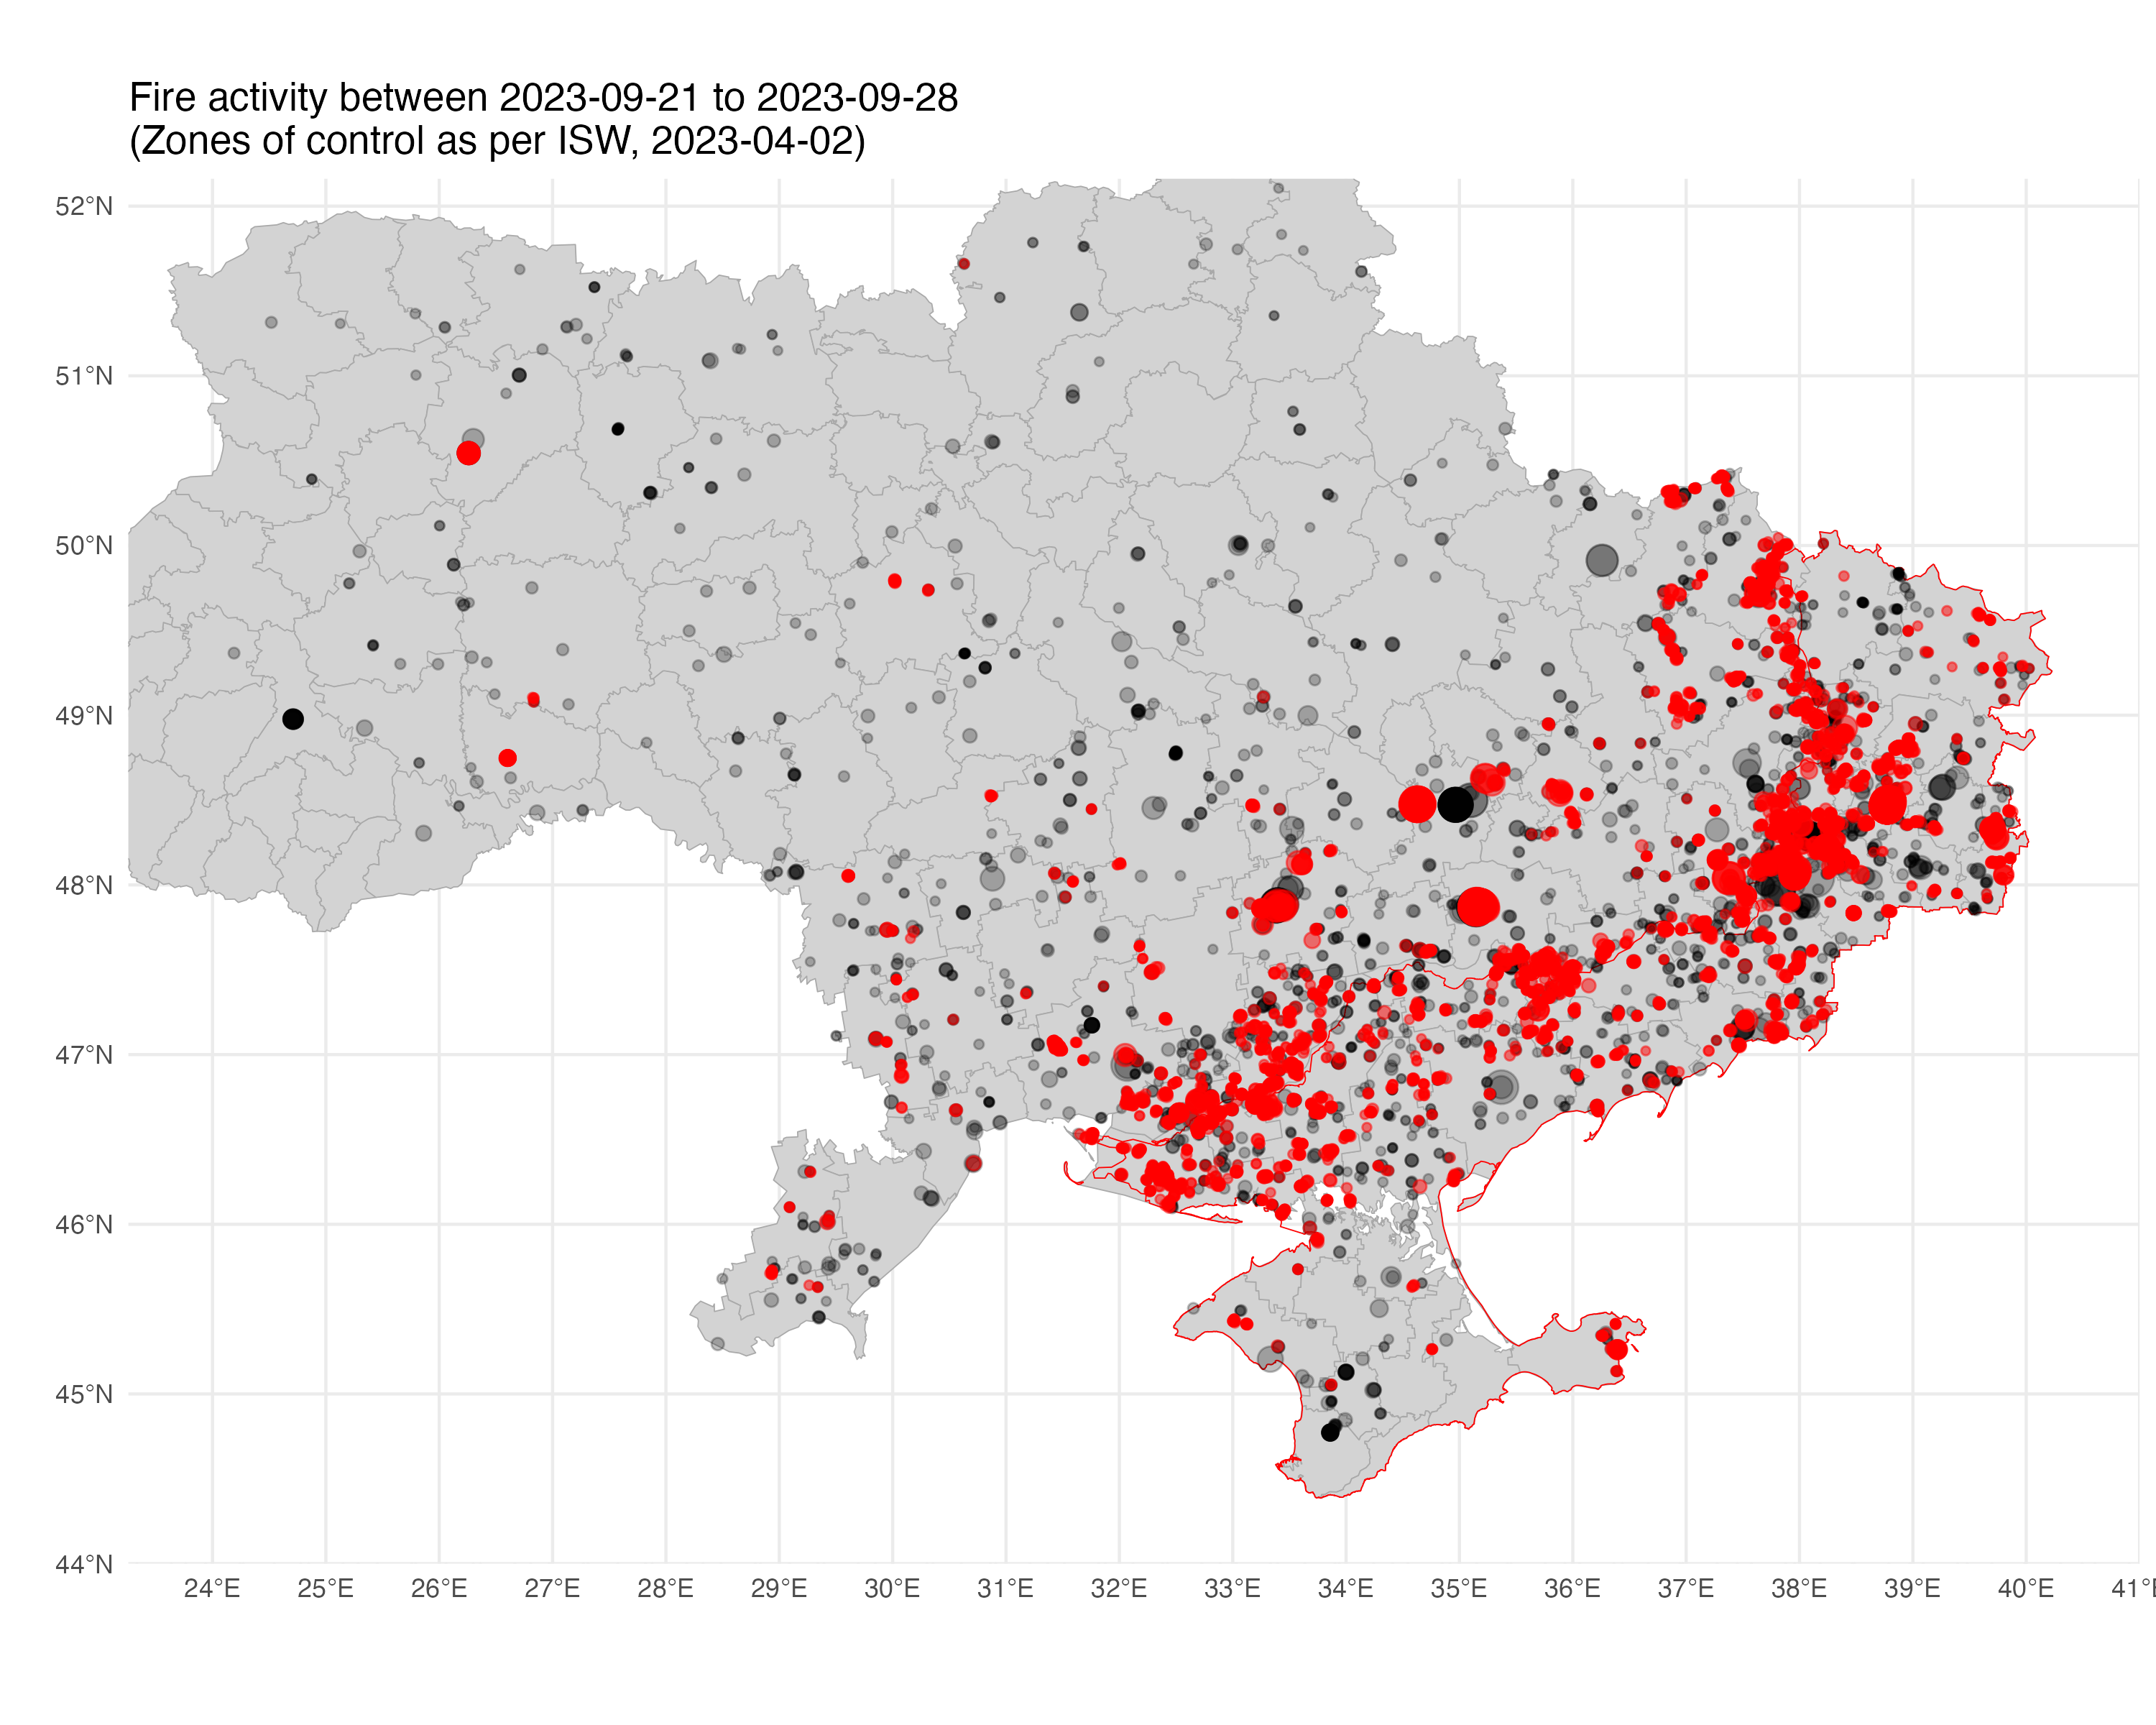 Fire activity between 2023-09-21 to 2023-09-28
(Zones of control as per ISW, 2023-04-02)
52°N
51°N
50°N
49°N
48°N
47°N
46°N
45°N
44°N
24°E 25°E 26°E 27°E 28°E 29°E 30°E 31°E 32°E 33°E 34°E 35°E 36°E 37°E 38°E 39°E 40°E 41°E